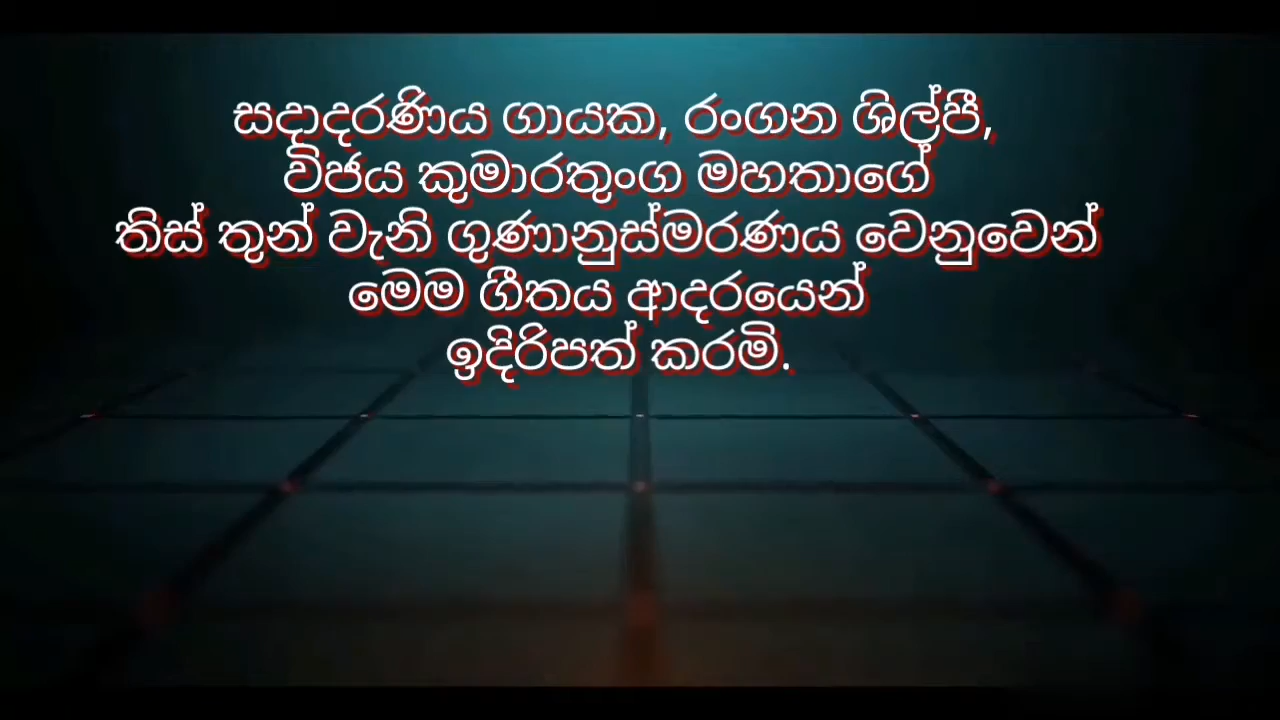 සදාදරණිය ගායක, රංගන ශිල්පී,
විජය කුමාරතුංග මහතාගේ
තිස් තුන් වැනි ගුණානුස්මරණය වෙනුවෙන්
මෙම ගීතය ආදරයෙන්
ඉදිරිපත් කරමි.